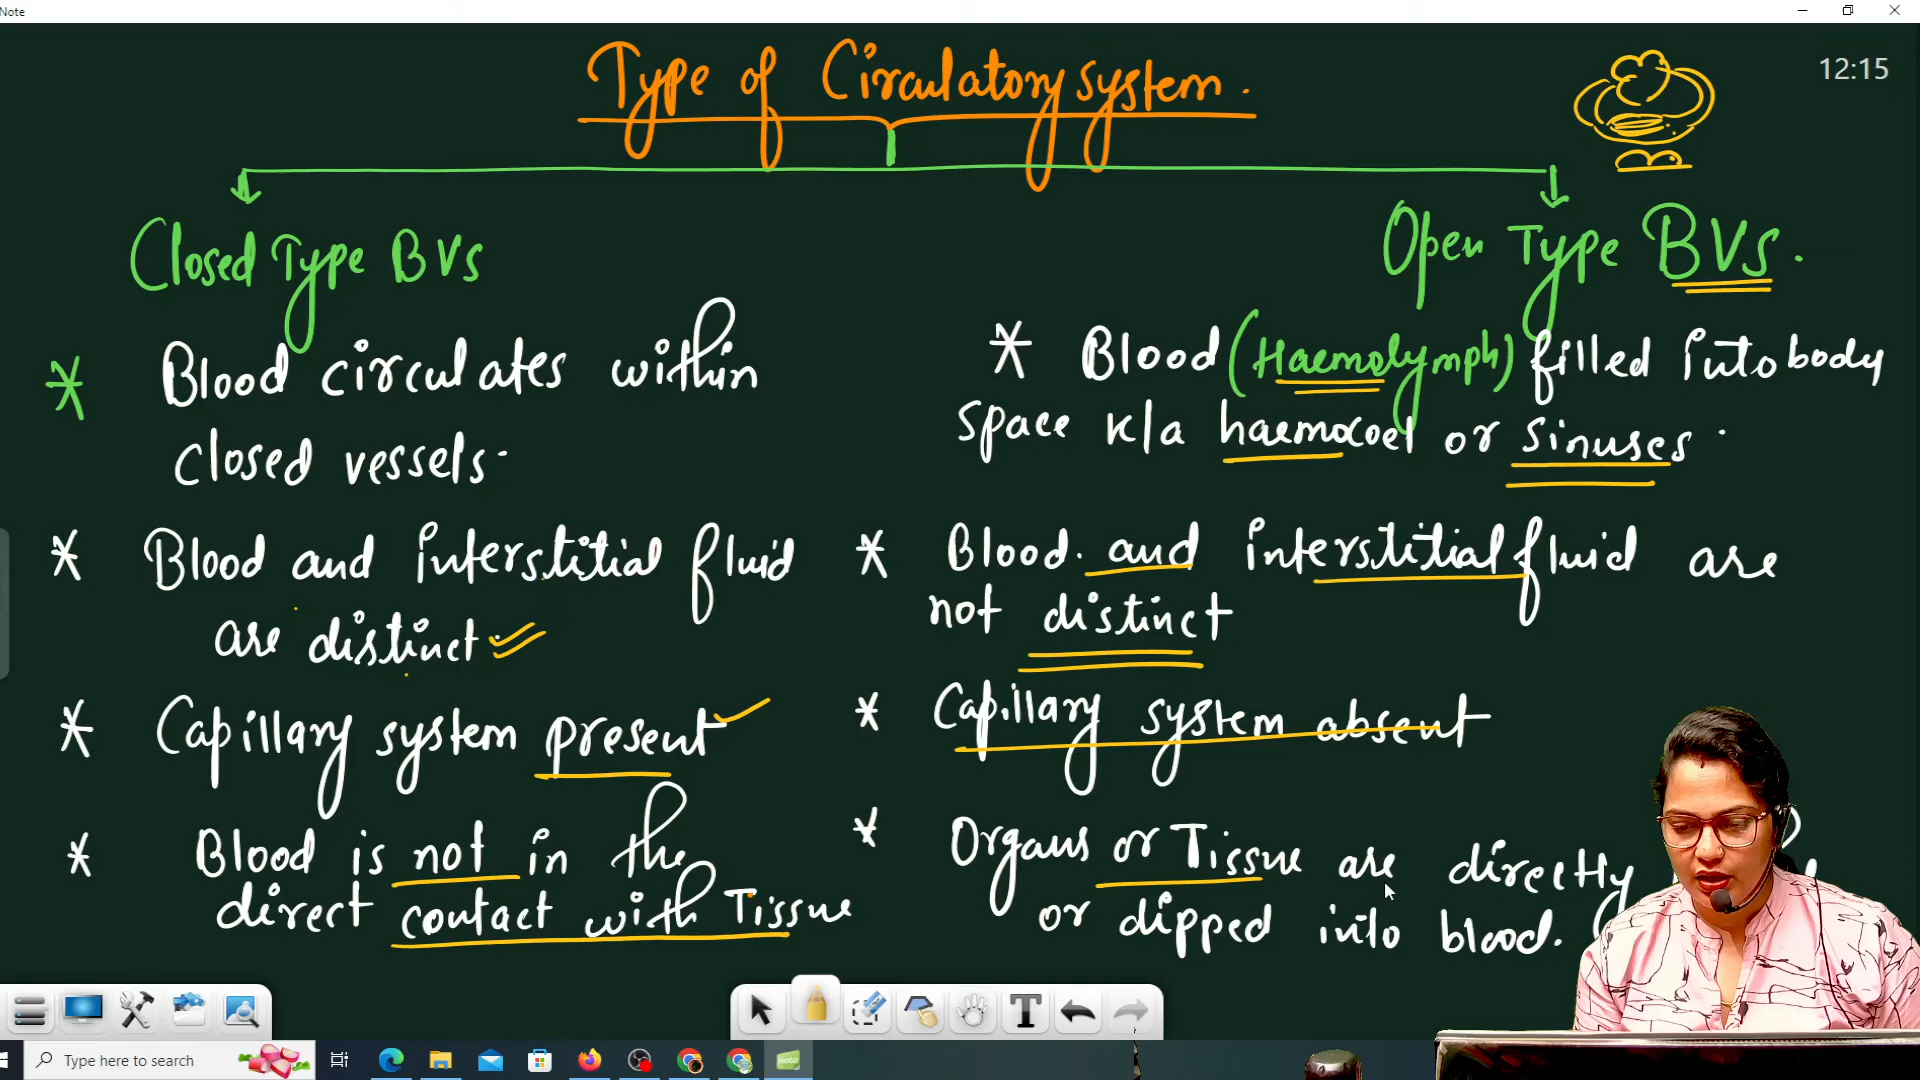 Note
12:15
Type of Circulatory system.
Closed Type BVs
Open Type BVs.
* Blood circulates within
closed vessels.
* Blood and interstitial fluid
are distinct.
* Capillary system present
* Blood is not in the
direct contact with Tissue
* Blood (Haemolymph) filled into body
space k/a haemocoel or sinuses.
* Blood. and interstitial fluid are
not distinct
* Capillary system absent
* Organs or Tissue are directly
or dipped into blood.
T
Type here to search
Note